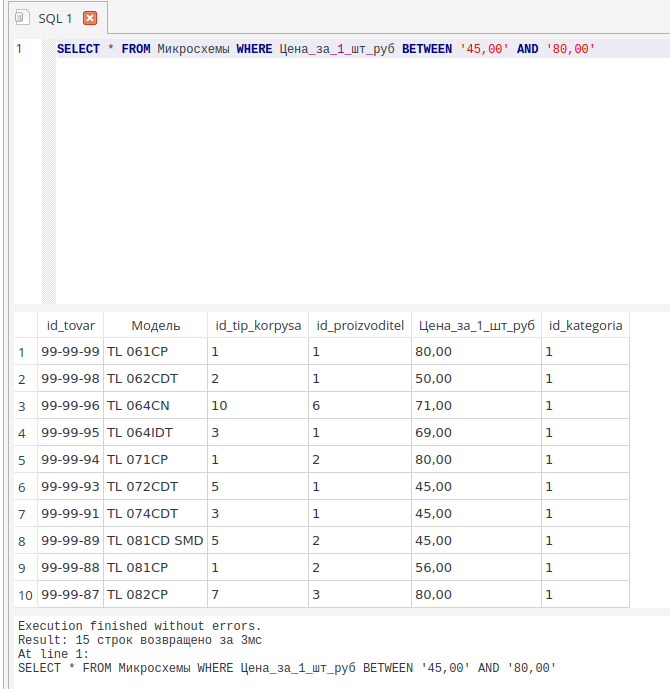 SQL 1
1 SELECT * FROM Микросхемы WHERE Цена_за_1_шт_руб BETWEEN '45,00' AND '80,00'
id_tovar Модель id_tip_korpysa id_proizvoditel Цена_за_1_шт_руб id_kategoria
1 99-99-99 TL 061CP 1 1 80,00 1
2 99-99-98 TL 062CDT 2 1 50,00 1
3 99-99-96 TL 064CN 10 6 71,00 1
4 99-99-95 TL 064IDT 3 1 69,00 1
5 99-99-94 TL 071CP 1 2 80,00 1
6 99-99-93 TL 072CDT 5 1 45,00 1
7 99-99-91 TL 074CDT 3 1 45,00 1
8 99-99-89 TL 081CD SMD 5 2 45,00 1
9 99-99-88 TL 081CP 1 2 56,00 1
10 99-99-87 TL 082CP 7 3 80,00 1
Execution finished without errors.
Result: 15 строк возвращено за 3мс
At line 1:
SELECT * FROM Микросхемы WHERE Цена_за_1_шт_руб BETWEEN '45,00' AND '80,00'